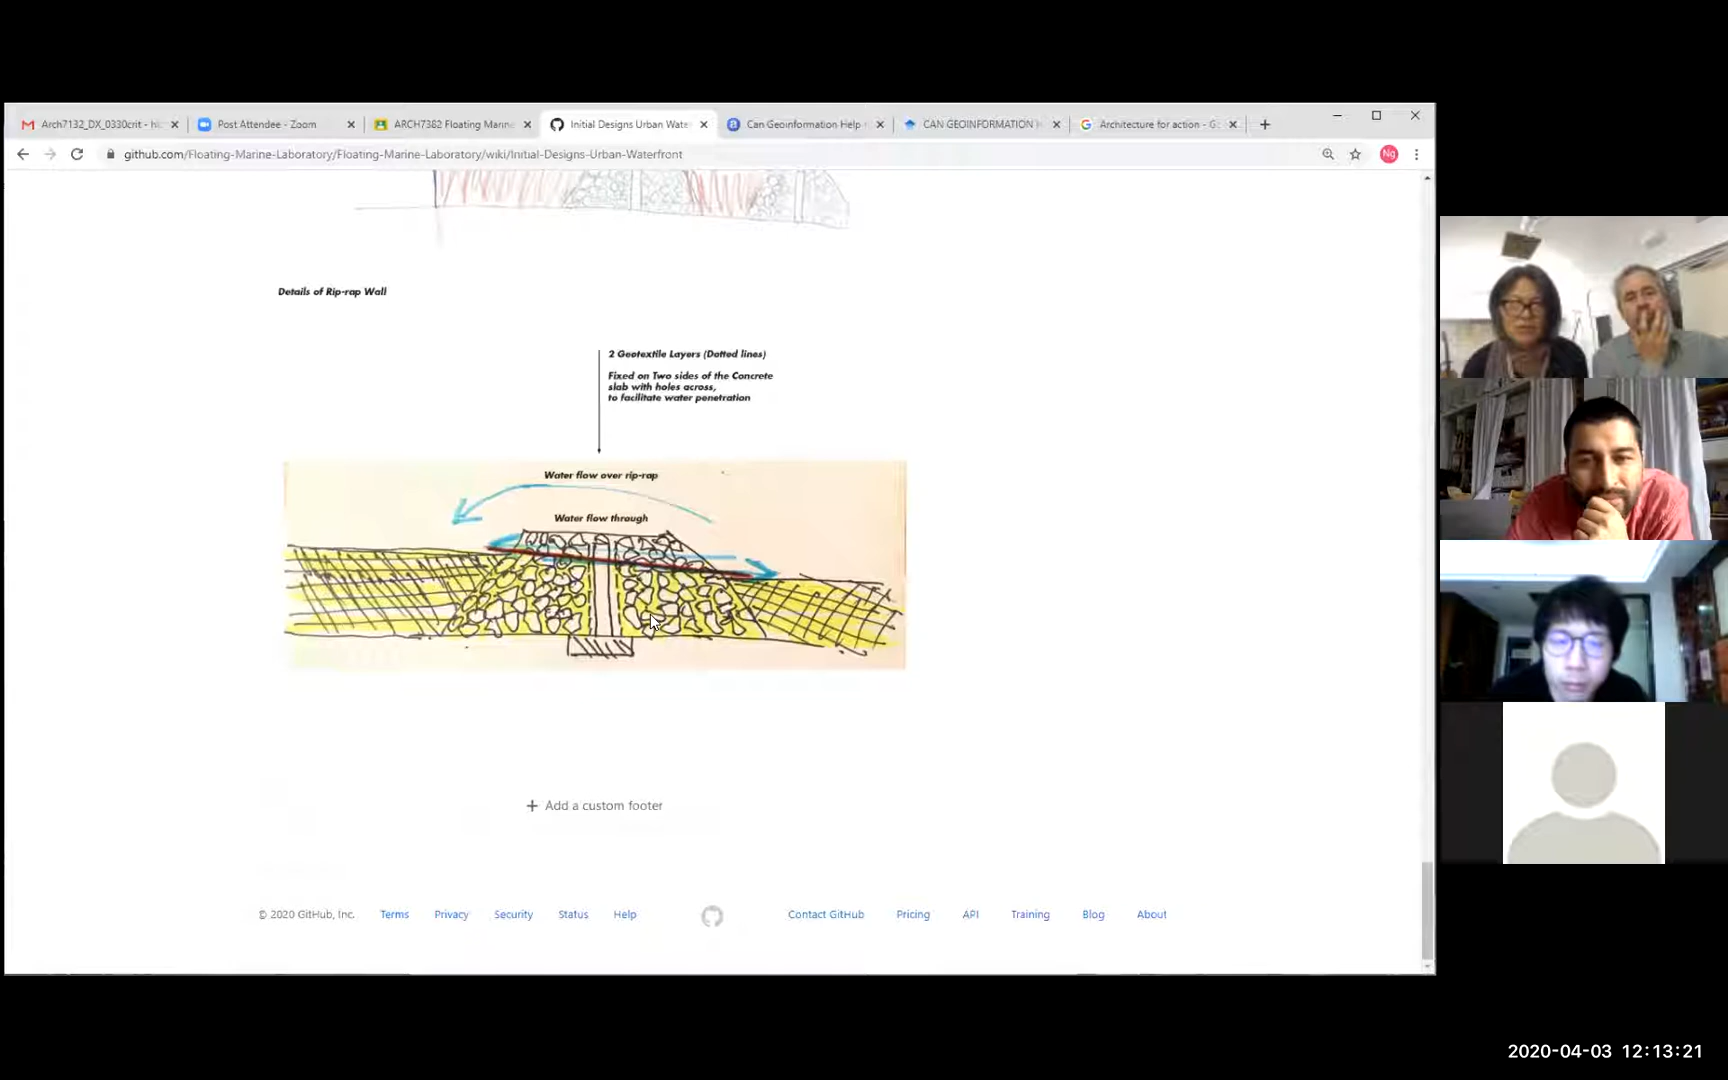 Arch7132_DX_0330crit - hk
Post Attendee - Zoom
ARCH7382 Floating Marine
Initial Designs Urban Wate
Can Geoinformation Help
CAN GEOINFORMATION
Architecture for action - G
github.com/Floating-Marine-Laboratory/Floating-Marine-Laboratory/wiki/Initial-Designs-Urban-Waterfront
Ng
Details of Rip-rap Wall
2 Geotextile Layers (Dotted lines)
Fixed on Two sides of the Concrete
slab with holes across,
to facilitate water penetration
Water flow over rip-rap
Water flow through
+ Add a custom footer
© 2020 GitHub, Inc.
Terms
Privacy
Security
Status
Help
Contact GitHub
Pricing
API
Training
Blog
About
2020-04-03 12:13:21